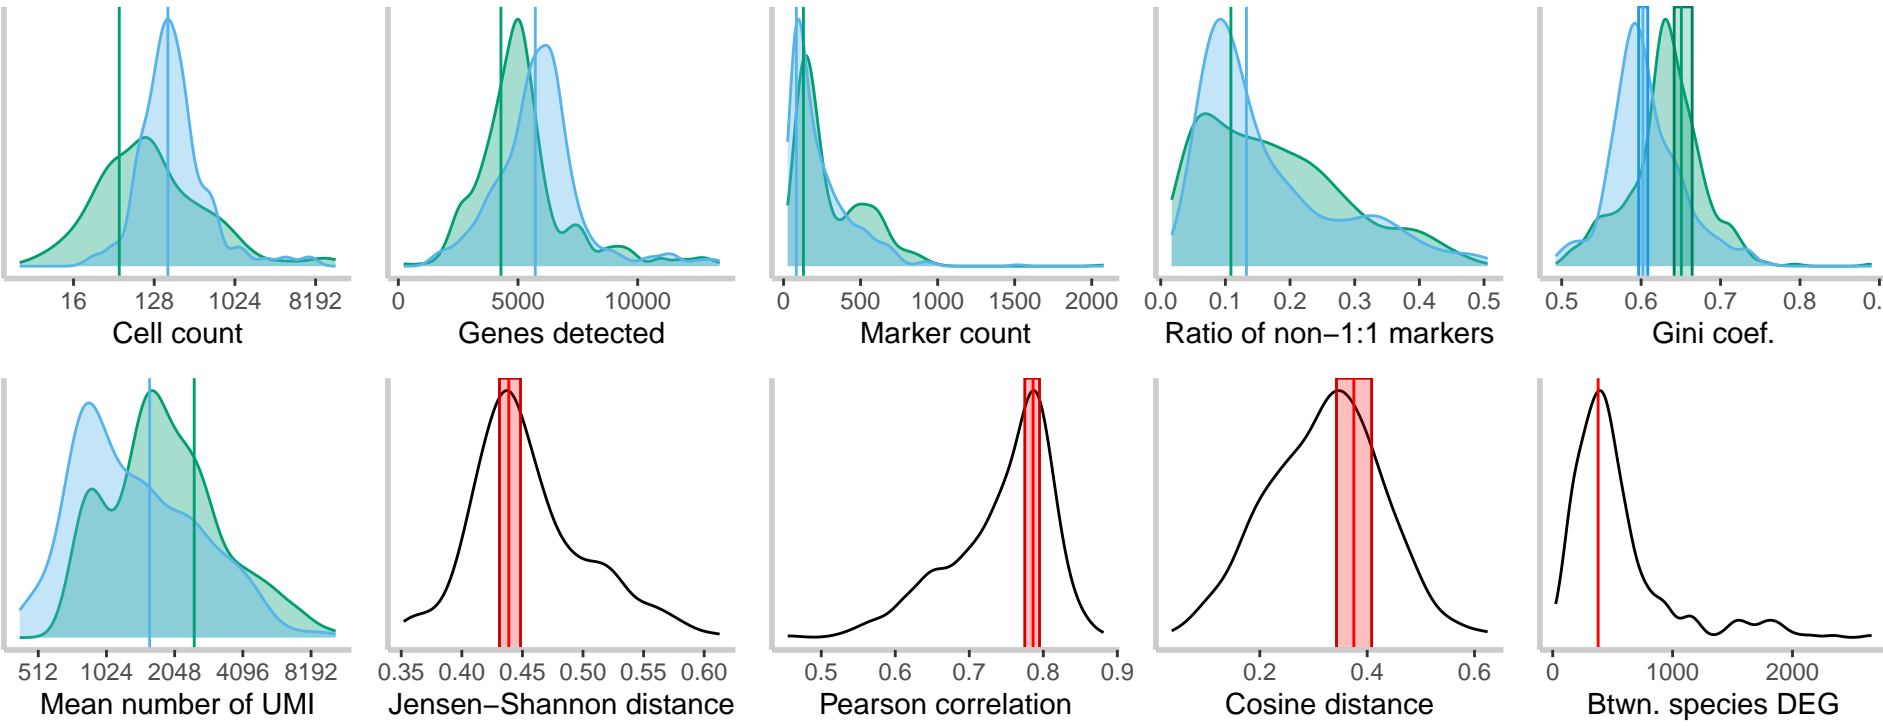 16 128 1024 8192
Cell count
0 5000 10000
Genes detected
0 500 1000 1500 2000
Marker count
0.0 0.1 0.2 0.3 0.4 0.5
Ratio of non−1:1 markers
0.5 0.6 0.7 0.8 0.
Gini coef.
512 1024 2048 4096 8192
Mean number of UMI
0.35 0.40 0.45 0.50 0.55 0.60
Jensen−Shannon distance
0.5 0.6 0.7 0.8 0.9
Pearson correlation
0.2 0.4 0.6
Cosine distance
0 1000 2000
Btwn. species DEG